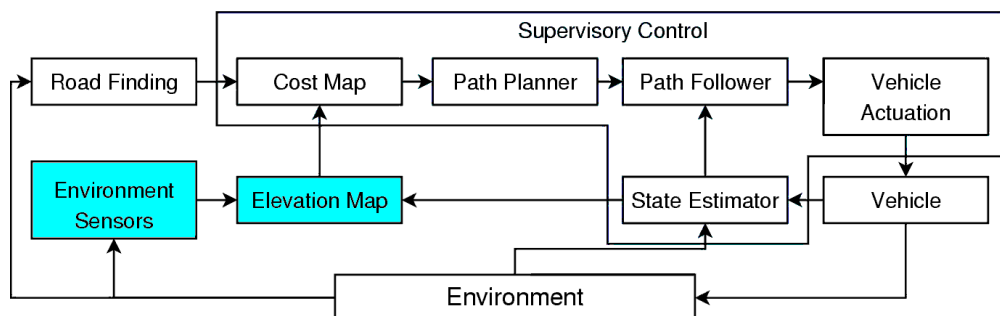 Supervisory Control
Road Finding
Cost Map
Path Planner
Path Follower
Vehicle
Actuation
Environment
Sensors
Elevation Map
State Estimator
Vehicle
Environment